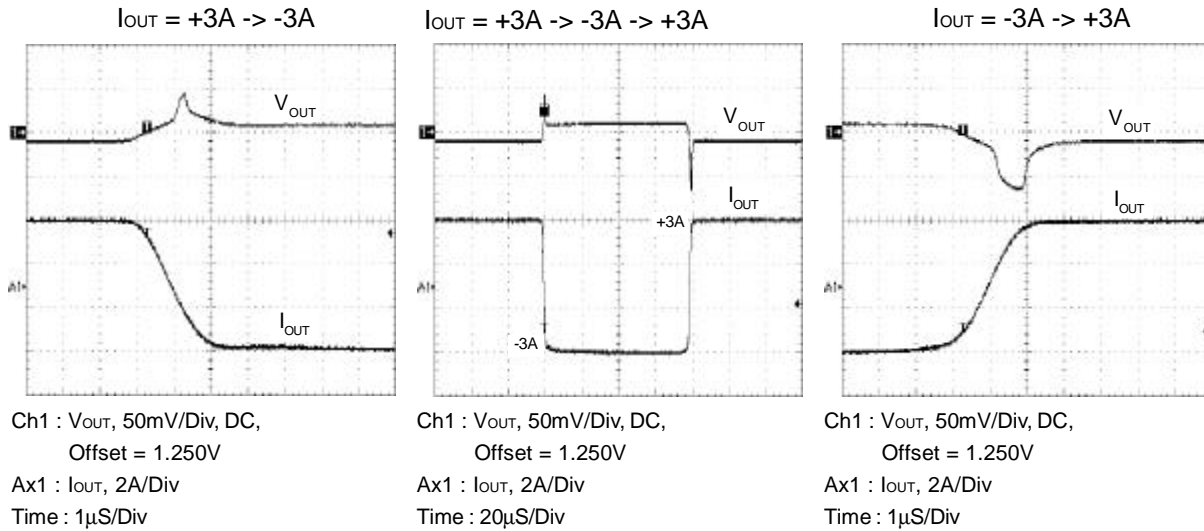 IOUT = +3A -> -3A
VOUT
IOUT
Ch1 : VOUT, 50mV/Div, DC,
Offset = 1.250V
Ax1 : IOUT, 2A/Div
Time : 1μS/Div
IOUT = +3A -> -3A -> +3A
VOUT
IOUT
+3A
-3A
Ch1 : VOUT, 50mV/Div, DC,
Offset = 1.250V
Ax1 : IOUT, 2A/Div
Time : 20μS/Div
IOUT = -3A -> +3A
VOUT
IOUT
Ch1 : VOUT, 50mV/Div, DC,
Offset = 1.250V
Ax1 : IOUT, 2A/Div
Time : 1μS/Div